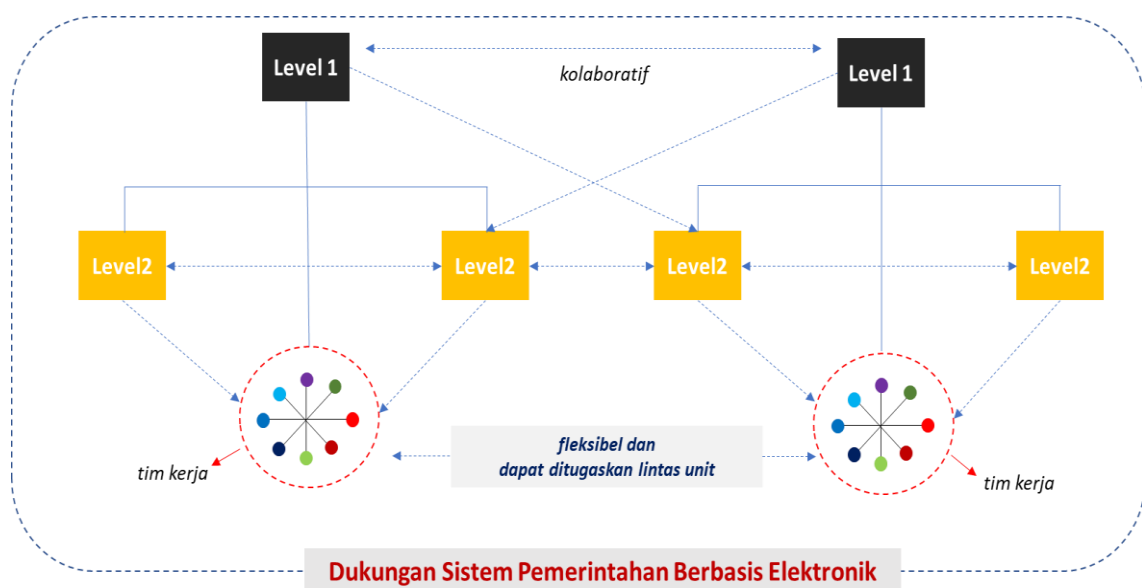 Level 1
Level 1
kolaboratif
Level2
Level2
Level2
Level2
fleksibel dan
dapat ditugaskan lintas unit
tim kerja
tim kerja
Dukungan Sistem Pemerintahan Berbasis Elektronik